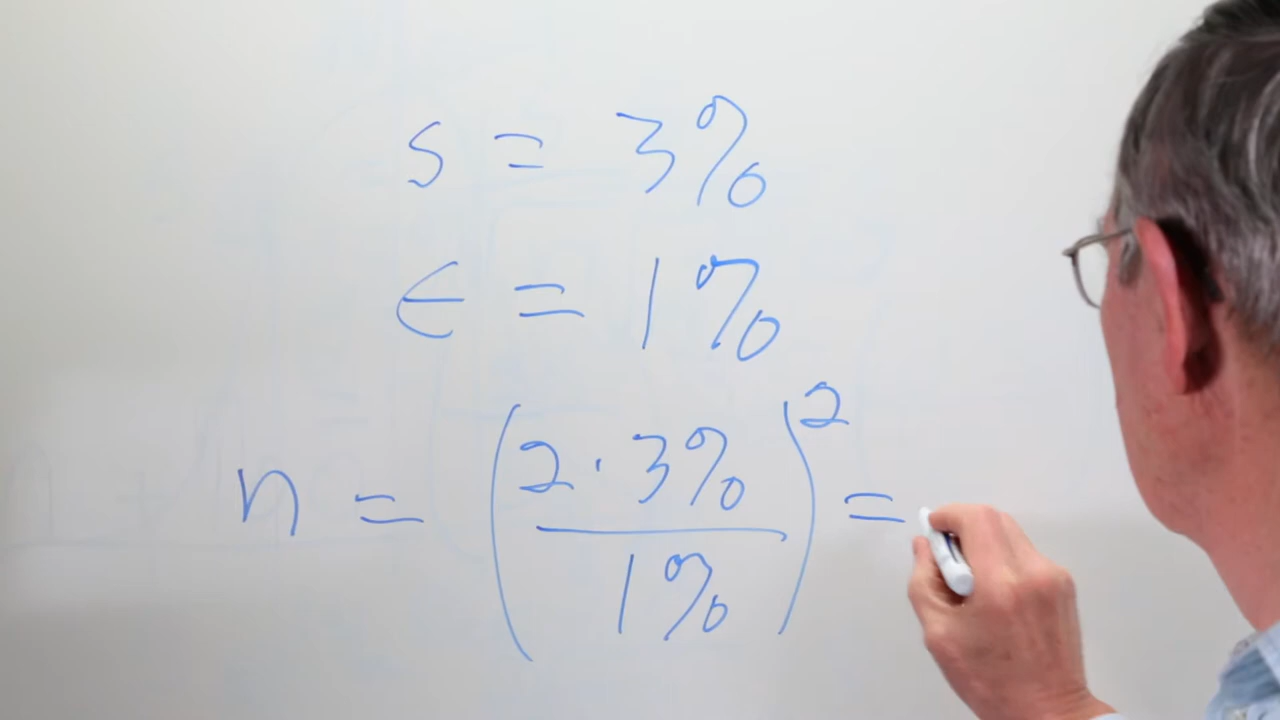 s = 3%
ϵ = 1%
n = (2·3% / 1%)² =